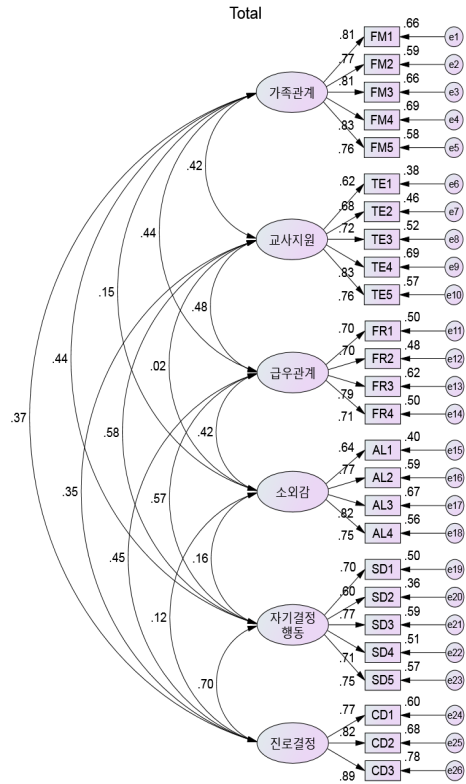 Total
.81 FM1 .66 e1
.77 FM2 .59 e2
.81 FM3 .66 e3
가족관계
FM4 .69 e4
.83
.76 FM5 .58 e5
.42
.62 TE1 .38 e6
.68 TE2 .46 e7
.72 TE3 .52 e8
교사지원
.44
TE4 .69 e9
.83
.76 TE5 .57 e10
.15
.48
.70 FR1 .50 e11
.70 FR2 .48 e12
.44
.02
급우관계
FR3 .62 e13
.79
.71 FR4 .50 e14
.37
.58
.42
.64 AL1 .40 e15
.77 AL2 .59 e16
.35
.57
소외감
AL3 .67 e17
.82
.75 AL4 .56 e18
.45
.16
.70 SD1 .50 e19
.60 SD2 .36 e20
.12
자기결정
행동
.77 SD3 .59 e21
SD4 .51 e22
.71
.75 SD5 .57 e23
.70
.77 CD1 .60 e24
진로결정
.82 CD2 .68 e25
.89 CD3 .78 e26